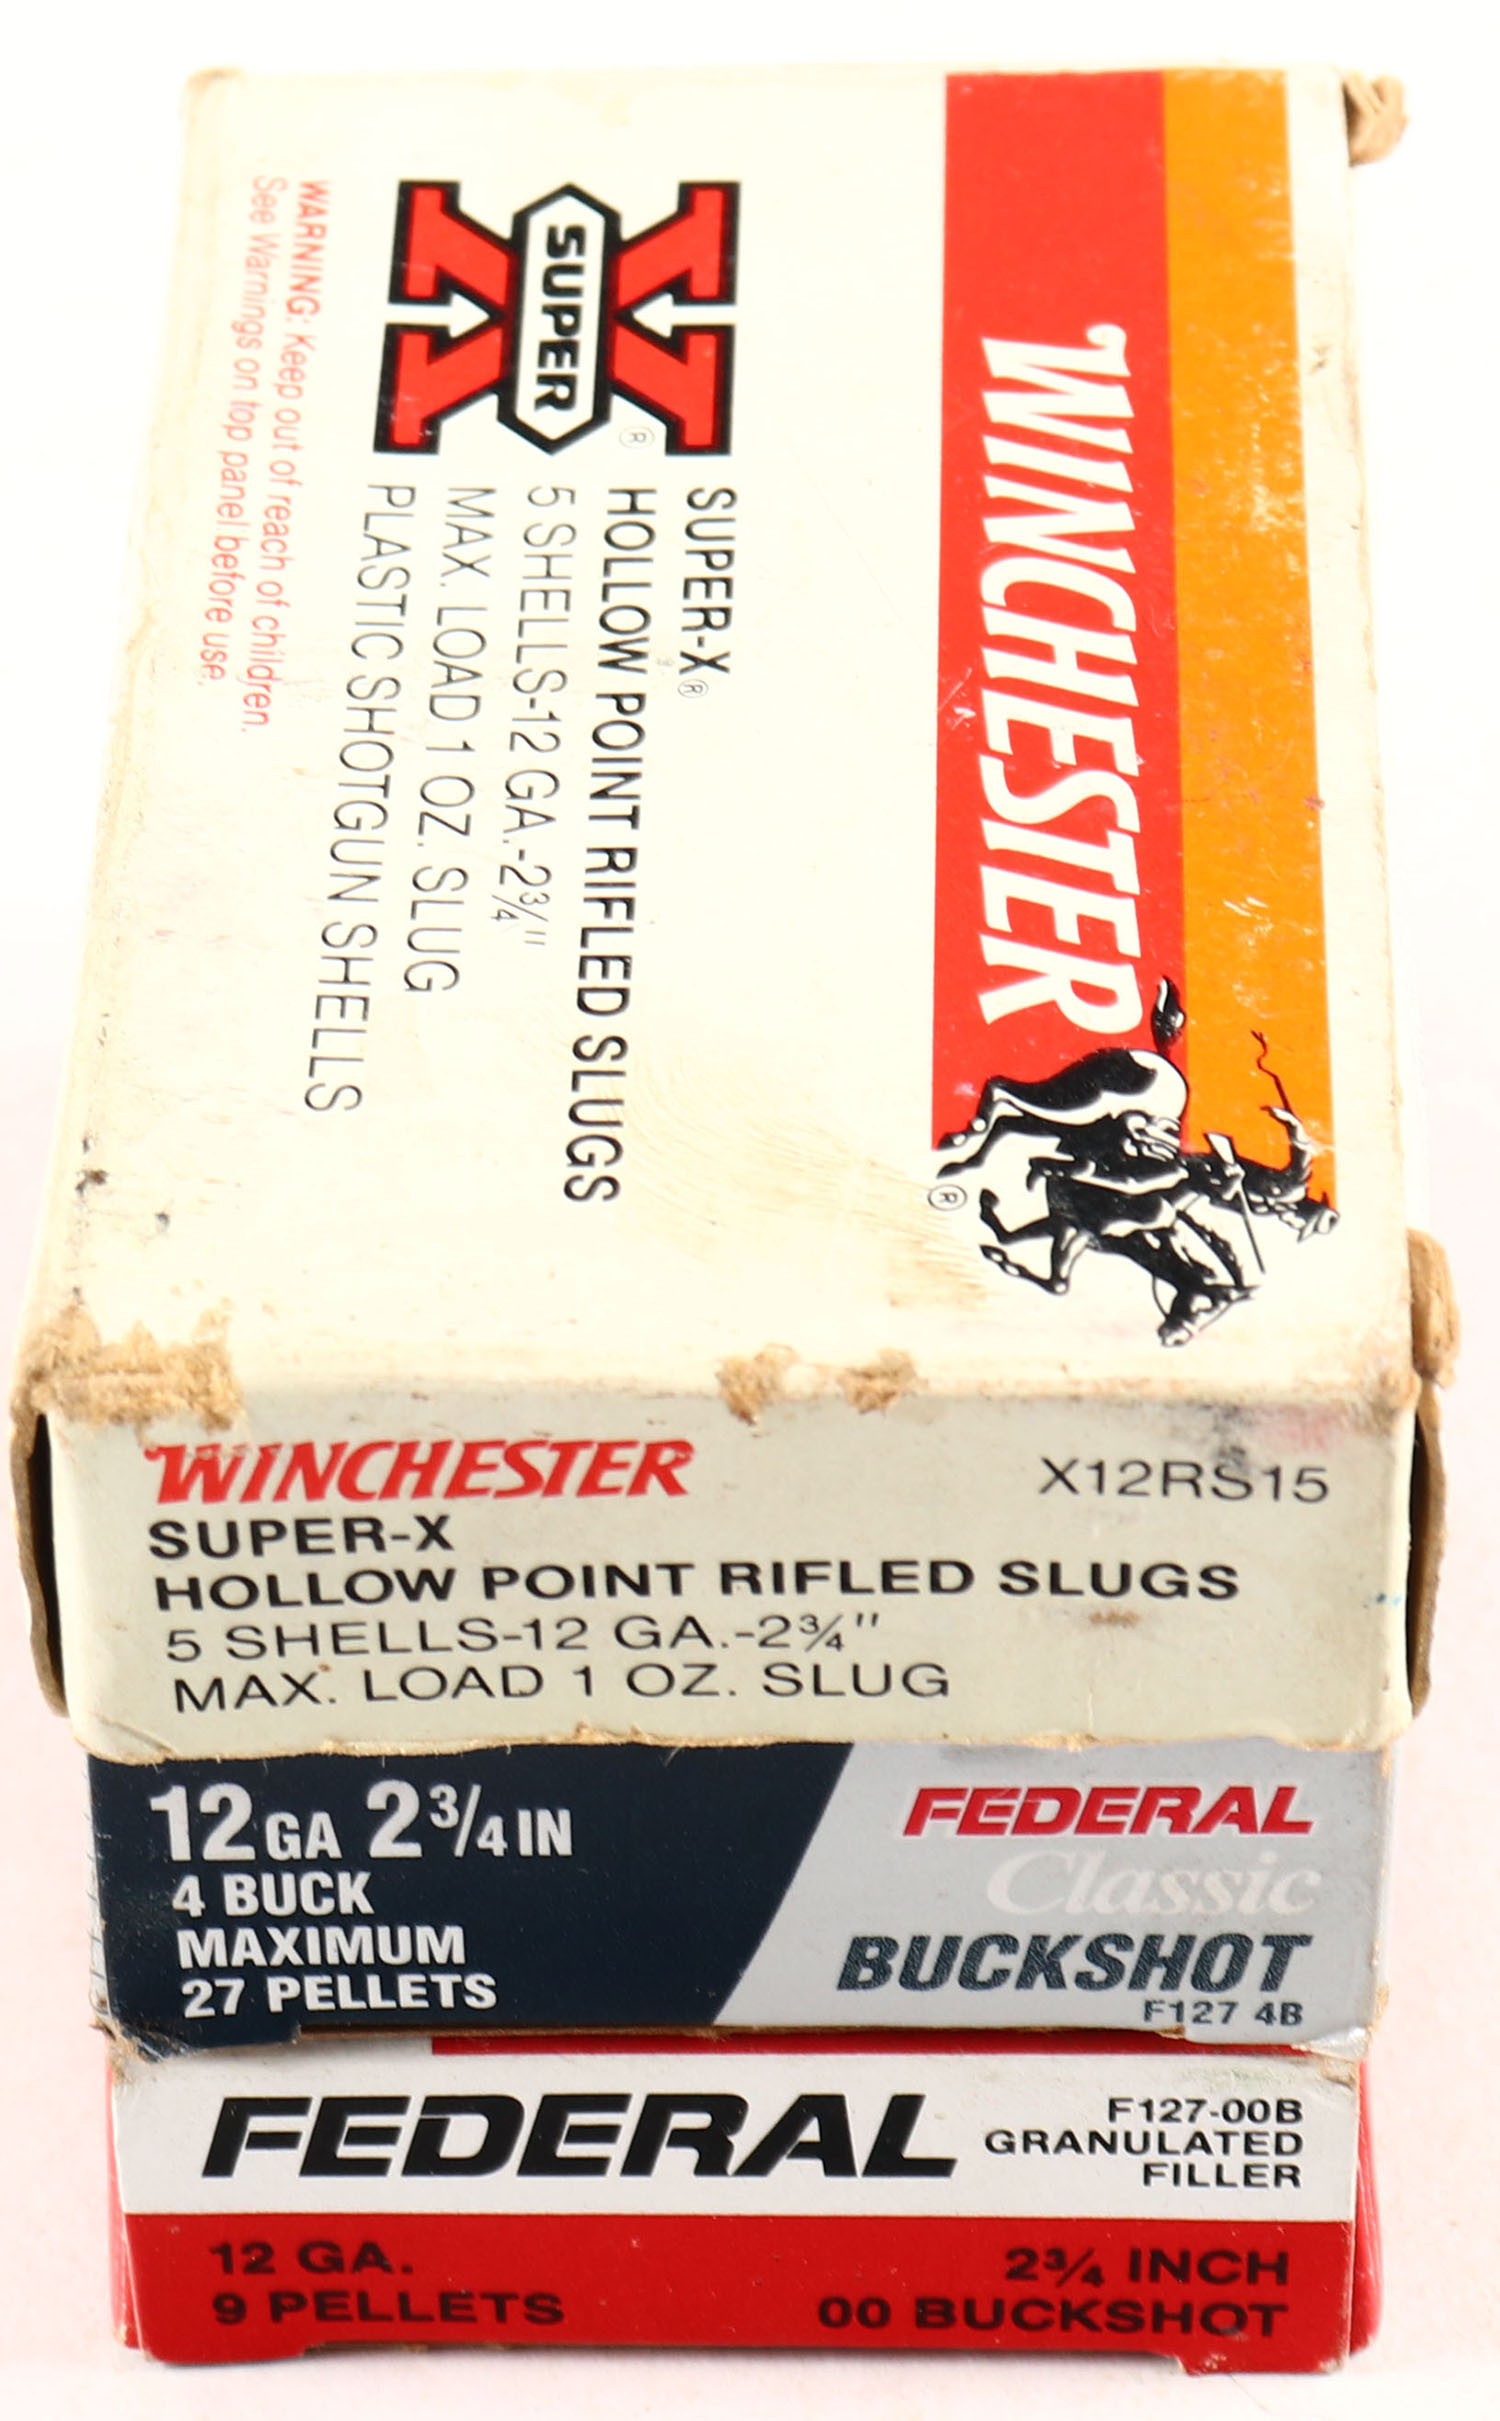 WINCHESTER
®
SUPER X
®
SUPER-X®
HOLLOW POINT RIFLED SLUGS
5 SHELLS-12 GA.-2¾"
MAX. LOAD 1 OZ. SLUG
PLASTIC SHOTGUN SHELLS
WARNING: Keep out of reach of children.
See Warnings on top panel before use.
WINCHESTER X12RS15
SUPER-X
HOLLOW POINT RIFLED SLUGS
5 SHELLS-12 GA.-2¾"
MAX. LOAD 1 OZ. SLUG
12 GA 2 3/4 IN
4 BUCK
MAXIMUM
27 PELLETS
FEDERAL
Classic
BUCKSHOT
F127 4B
FEDERAL
F127-00B
GRANULATED
FILLER
12 GA. 2¾ INCH
9 PELLETS 00 BUCKSHOT